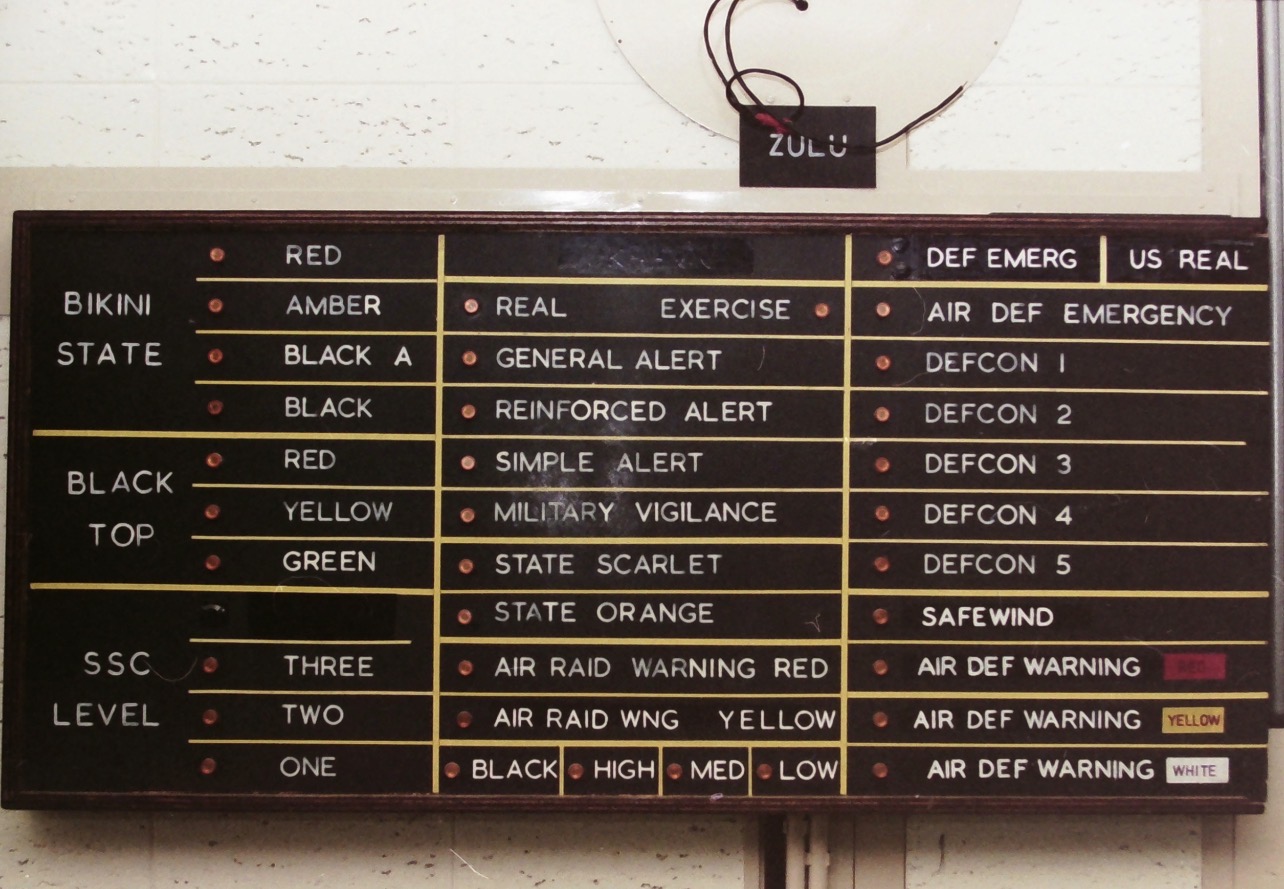 ZULU
BIKINI
STATE
RED
AMBER
BLACK A
BLACK
BLACK
TOP
RED
YELLOW
GREEN
SSC
LEVEL
THREE
TWO
ONE
REAL EXERCISE
GENERAL ALERT
REINFORCED ALERT
SIMPLE ALERT
MILITARY VIGILANCE
STATE SCARLET
STATE ORANGE
AIR RAID WARNING RED
AIR RAID WNG YELLOW
BLACK HIGH MED LOW
DEF EMERG US REAL
AIR DEF EMERGENCY
DEFCON 1
DEFCON 2
DEFCON 3
DEFCON 4
DEFCON 5
SAFEWIND
AIR DEF WARNING RED
AIR DEF WARNING YELLOW
AIR DEF WARNING WHITE